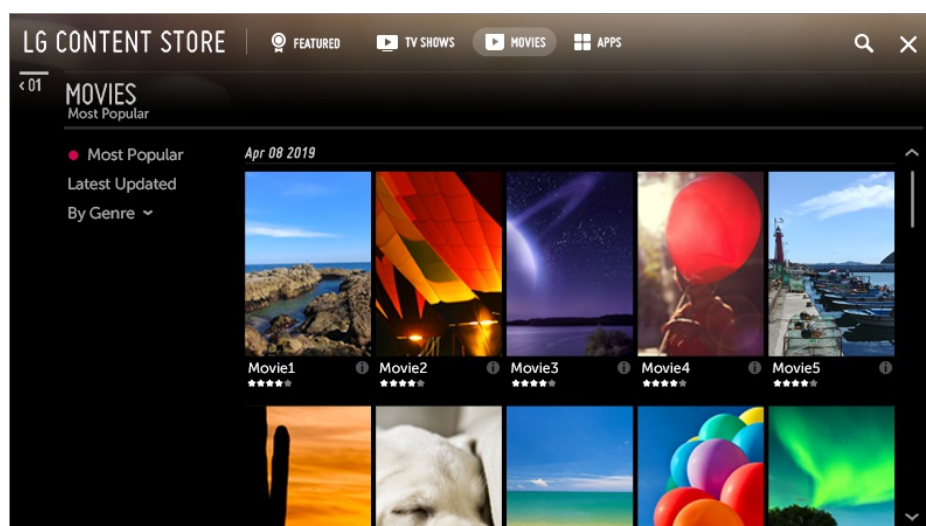 LG CONTENT STORE
FEATURED
TV SHOWS
MOVIES
APPS
01
MOVIES
Most Popular
Most Popular
Latest Updated
By Genre
Apr 08 2019
Movie1
Movie2
Movie3
Movie4
Movie5